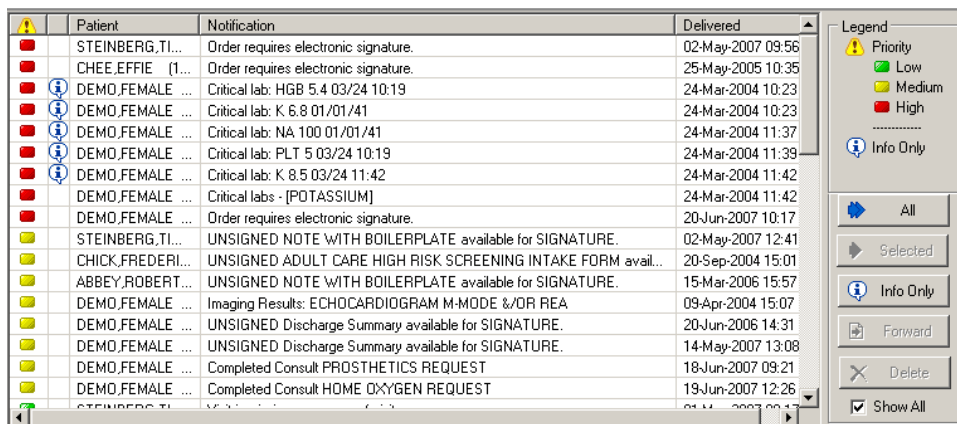 Patient Notification Delivered
STEINBERG,TI... Order requires electronic signature. 02-May-2007 09:56
CHEE,EFFIE (1... Order requires electronic signature. 25-May-2005 10:35
DEMO,FEMALE ... Critical lab: HGB 5.4 03/24 10:19 24-Mar-2004 10:23
DEMO,FEMALE ... Critical lab: K 6.8 01/01/41 24-Mar-2004 10:23
DEMO,FEMALE ... Critical lab: NA 100 01/01/41 24-Mar-2004 11:37
DEMO,FEMALE ... Critical lab: PLT 5 03/24 10:19 24-Mar-2004 11:39
DEMO,FEMALE ... Critical lab: K 8.5 03/24 11:42 24-Mar-2004 11:42
DEMO,FEMALE ... Critical labs - [POTASSIUM] 24-Mar-2004 11:42
DEMO,FEMALE ... Order requires electronic signature. 20-Jun-2007 10:17
STEINBERG,TI... UNSIGNED NOTE WITH BOILERPLATE available for SIGNATURE. 02-May-2007 12:41
CHICK,FREDERI... UNSIGNED ADULT CARE HIGH RISK SCREENING INTAKE FORM avail... 20-Sep-2004 15:01
ABBEY,ROBERT... UNSIGNED NOTE WITH BOILERPLATE available for SIGNATURE. 15-Mar-2006 15:57
DEMO,FEMALE ... Imaging Results: ECHOCARDIOGRAM M-MODE &/OR REA 09-Apr-2004 15:07
DEMO,FEMALE ... UNSIGNED Discharge Summary available for SIGNATURE. 20-Jun-2006 14:31
DEMO,FEMALE ... UNSIGNED Discharge Summary available for SIGNATURE. 14-May-2007 13:08
DEMO,FEMALE ... Completed Consult PROSTHETICS REQUEST 18-Jun-2007 09:21
DEMO,FEMALE ... Completed Consult HOME OXYGEN REQUEST 19-Jun-2007 12:26
STEINBERG,TI...
Legend
Priority
Low
Medium
High
-------------
Info Only
All
Selected
Info Only
Forward
Delete
Show All